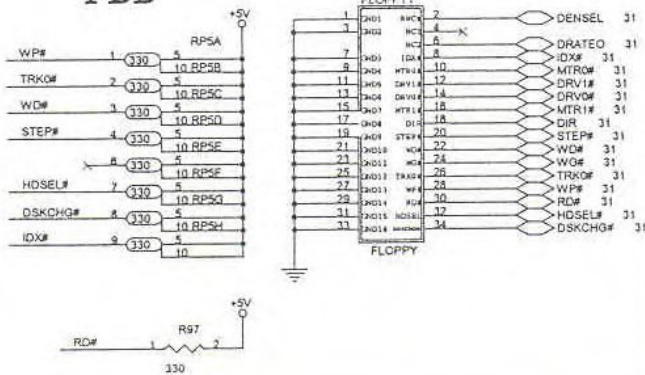 +5V
RP5A
WP# 1 330 5
10 RP5B
TRK0# 2 330 5
10 RP5C
WD# 3 330 5
10 RP5D
STEP# 4 330 5
10 RP5E
6 330 5
10 RP5F
HDSEL# 7 330 5
10 RP5G
DSKCHG# 8 330 5
10 RP5H
IDX# 9 330 5
10
+5V
R97
RD# 1 2
330
1 GND1 2 DENSEL 31
3 GND2 NC1 4
NC2 6 DRATE0 31
7 GND3 IDX# 8 IDX# 31
9 GND4 MTR0# 10 MTR0# 31
11 GND5 DRV1# 12 DRV1# 31
13 GND6 DRV0# 14 DRV0# 31
15 GND7 MTR1# 16 MTR1# 31
17 GND8 DIR 18 DIR 31
19 GND9 STEP# 20 STEP# 31
21 GND10 WD# 22 WD# 31
23 GND11 WG# 24 WG# 31
25 GND12 TRK0# 26 TRK0# 31
27 GND13 WP# 28 WP# 31
29 GND14 RD# 30 RD# 31
31 GND15 HDSEL 32 HDSEL# 31
33 GND16 34 DSKCHG# 31
FLOPPY